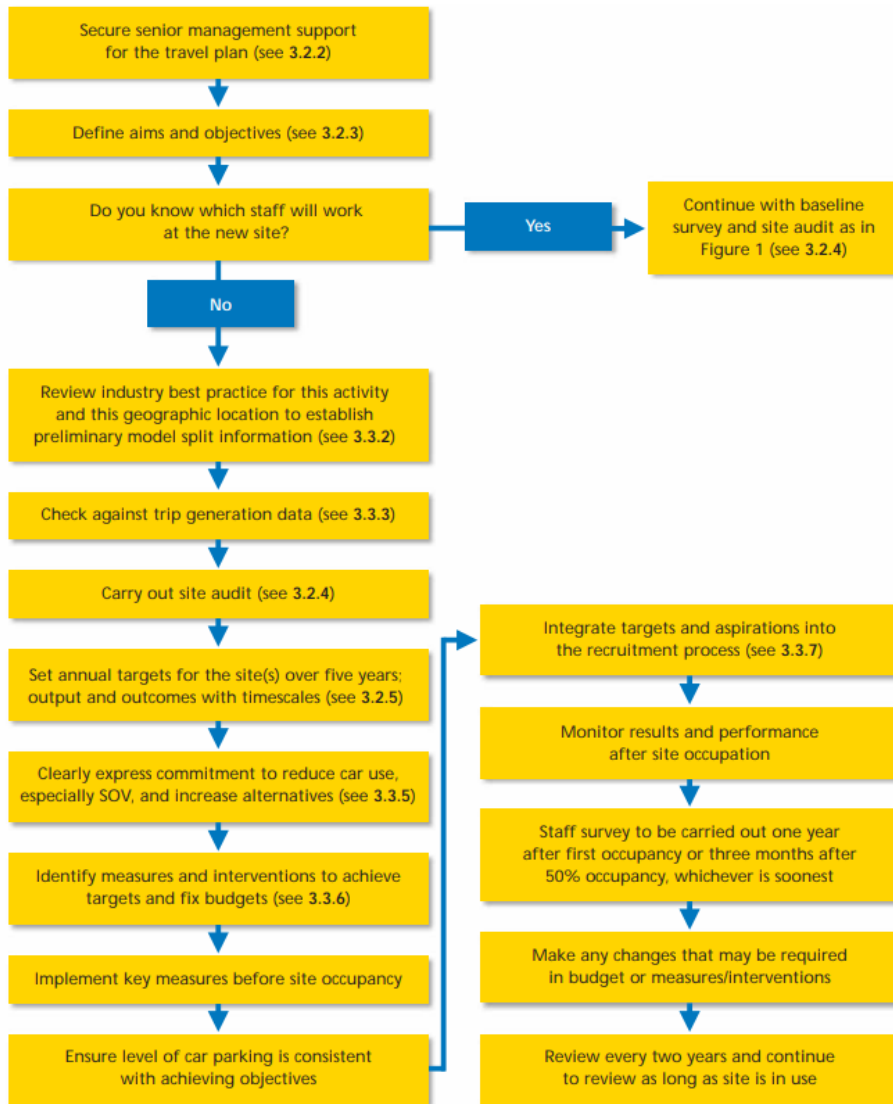 Secure senior management support
for the travel plan (see 3.2.2)
Define aims and objectives (see 3.2.3)
Do you know which staff will work
at the new site?
Yes
Continue with baseline
survey and site audit as in
Figure 1 (see 3.2.4)
No
Review industry best practice for this activity
and this geographic location to establish
preliminary model split information (see 3.3.2)
Check against trip generation data (see 3.3.3)
Carry out site audit (see 3.2.4)
Set annual targets for the site(s) over five years;
output and outcomes with timescales (see 3.2.5)
Clearly express commitment to reduce car use,
especially SOV, and increase alternatives (see 3.3.5)
Identify measures and interventions to achieve
targets and fix budgets (see 3.3.6)
Implement key measures before site occupancy
Ensure level of car parking is consistent
with achieving objectives
Integrate targets and aspirations into
the recruitment process (see 3.3.7)
Monitor results and performance
after site occupation
Staff survey to be carried out one year
after first occupancy or three months after
50% occupancy, whichever is soonest
Make any changes that may be required
in budget or measures/interventions
Review every two years and continue
to review as long as site is in use